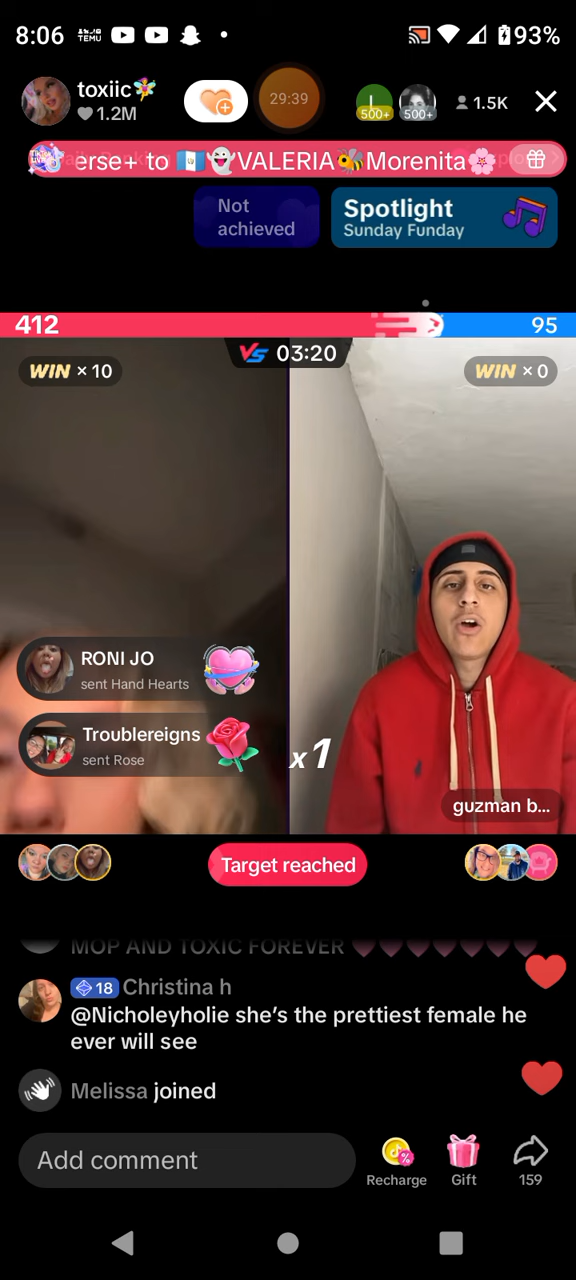 8:06
TEMU
93%
toxiic
1.2M
29:39
L
500+
500+
1.5K
erse+ to 🇬🇹👻VALERIA🐝Morenita🌸
Not
achieved
Spotlight
Sunday Funday
412
95
VS 03:20
WIN × 10
WIN × 0
RONI JO
sent Hand Hearts
Troublereigns
sent Rose
x1
guzman b...
Target reached
MOP AND TOXIC FOREVER
18 Christina h
@Nicholeyholie she's the prettiest female he
ever will see
Melissa joined
Add comment
Recharge
Gift
159